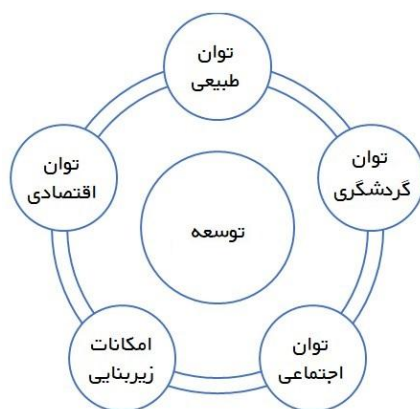 توان
طبیعی
توان
گردشگری
توان
اقتصادی
توسعه
امکانات
زیربنایی
توان
اجتماعی